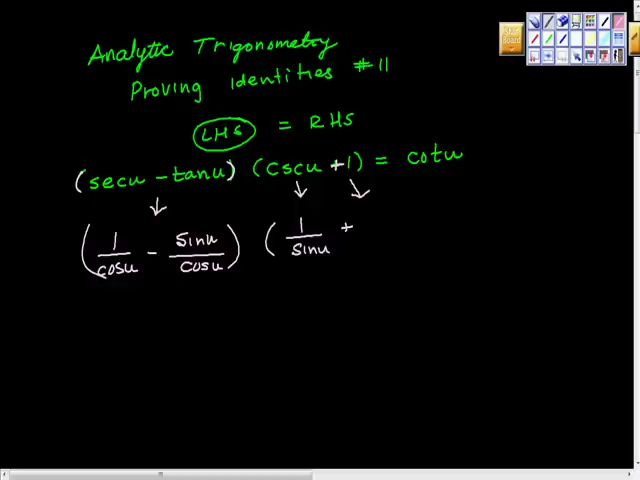 Analytic Trigonometry
Proving Identities #11
LHS = RHS
(secu - tanu) (cscu + 1) = cotu
(1/cosu - sinu/cosu) (1/sinu +